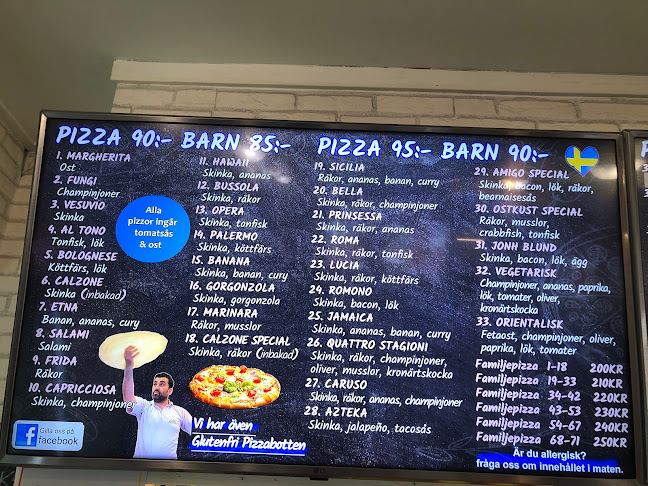 PIZZA 90:- BARN 85:-
1. MARGHERITA
Ost
2. FUNGI
Champinjoner
3. VESUVIO
Skinka
4. AL TONO
Tonfisk, lök
5. BOLOGNESE
Köttfärs, lök
6. CALZONE
Skinka (inbakad)
7. ETNA
Banan, ananas, cury
8. SALAMI
Salami
9. FRIDA
Räkor
10. CAPRICCIOSA
Skinka, champinjoner
Gilla oss på
facebook
Alla
pizzor ingår
tomatsås
& ost
11. HAWAII
Skinka, ananas
12. BUSSOLA
Skinka, räkor
13. OPERA
Skinka, tonfisk
14. PALERMO
Skinka, köttfärs
15. BANANA
Skinka, banan, cury
16. GORGONZOLA
Skinka, gorgonzola
17. MARINARA
Räkor, musslor
18. CALZONE SPECIAL
Skinka, räkor (inbakad)
Vi har även
Glutenfri Pizzabotten
PIZZA 95:- BARN 90:-
19. SICILIA
Räkor, ananas, banan, curry
20. BELLA
Skinka, räkor, champinjoner
21. PRINSESSA
Skinka, räkor, ananas
22. ROMA
Skinka, räkor, tonfisk
23. LUCIA
Skinka, räkor, köttfärs
24. ROMONO
Skinka, bacon, lök
25. JAMAICA
Skinka, ananas, banan, curry
26. QUATTRO STAGIONI
Skinka, räkor, champinjoner,
oliver, musslor, kronärtskocka
27. CARUSO
Skinka, räkor, ananas, champinjoner
28. AZTEKA
Skinka, jalapeño, tacosås
29. AMIGO SPECIAL
Skinka, bacon, lök, räkor,
bearnaisesås
30. OSTKUST SPECIAL
Räkor, musslor,
crabbfish, tonfisk
31. JONH BLUND
Skinka, bacon, lök, ägg
32. VEGETARISK
Champinjoner, ananas, paprika,
lök, tomater, oliver,
kronärtskocka
33. ORIENTALISK
Fetaost, champinjoner, oliver,
paprika, lök, tomater
Familjepizza 1-18 200KR
Familjepizza 19-33 210KR
Familjepizza 34-42 220KR
Familjepizza 43-53 230KR
Familjepizza 54-67 240KR
Familjepizza 68-71 250KR
Är du allergisk?
fråga oss om innehållet i maten.
LG